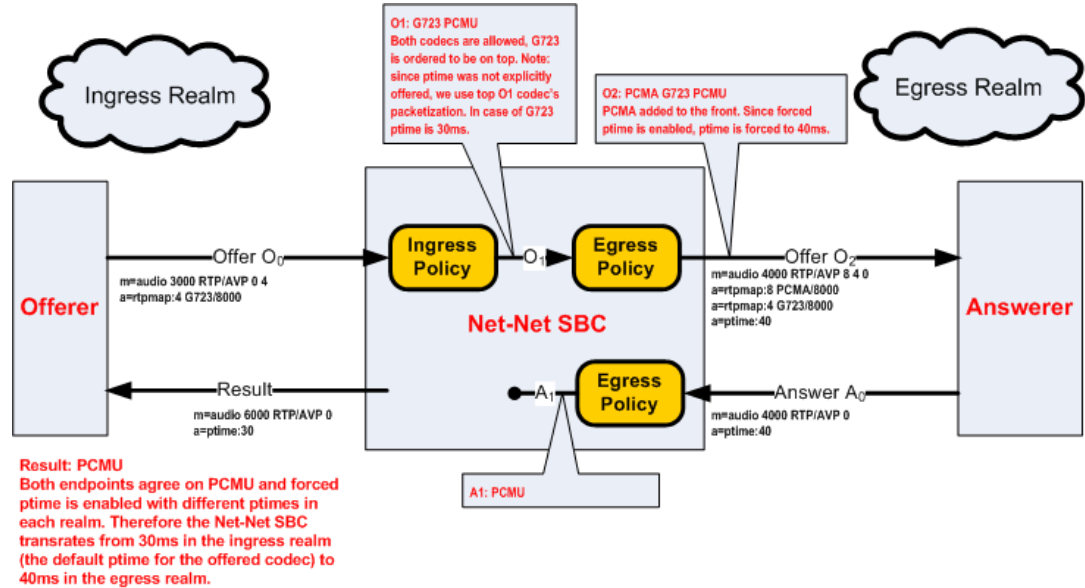 O1: G723 PCMU
Both codecs are allowed, G723
is ordered to be on top. Note:
since ptime was not explicitly
offered, we use top O1 codec's
packetization. In case of G723
ptime is 30ms.
Ingress Realm
Egress Realm
O2: PCMA G723 PCMU
PCMA added to the front. Since forced
ptime is enabled, ptime is forced to 40ms.
Offerer
Offer O0
m=audio 3000 RTP/AVP 0 4
a=rtpmap:4 G723/8000
Ingress
Policy
O1
Egress
Policy
Offer O2
m=audio 4000 RTP/AVP 8 4 0
a=rtpmap:8 PCMA/8000
a=rtpmap:4 G723/8000
a=ptime:40
Answerer
Net-Net SBC
Result
m=audio 6000 RTP/AVP 0
a=ptime:30
A1
Egress
Policy
Answer A0
m=audio 4000 RTP/AVP 0
a=ptime:40
Result: PCMU
Both endpoints agree on PCMU and forced
ptime is enabled with different ptimes in
each realm. Therefore the Net-Net SBC
transrates from 30ms in the ingress realm
(the default ptime for the offered codec) to
40ms in the egress realm.
A1: PCMU